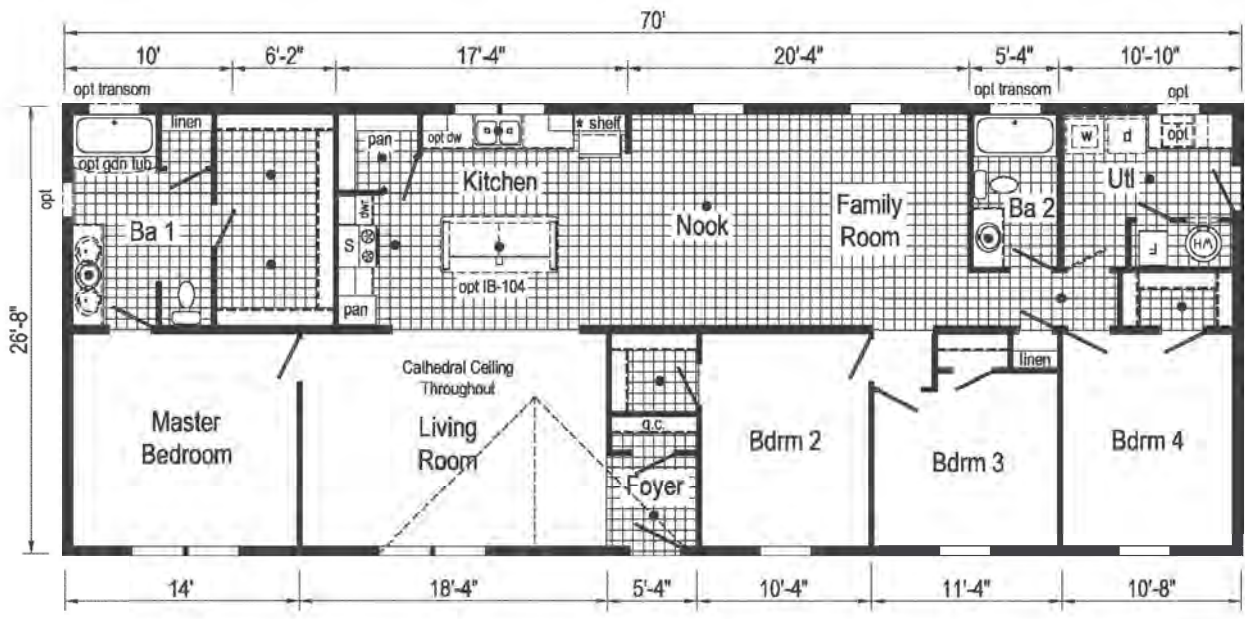 70'
10'
6'-2"
17'-4"
20'-4"
5'-4"
10'-10"
opt transom
opt transom
opt
linen
pan
opt dw
* shelf
w
d
opt
opt gdn tub
Kitchen
Utl
opt
Ba 1
dwr
S
Nook
Family
Room
Ba 2
F
WH
pan
opt IB-104
26'-8"
Cathedral Ceiling
Throughout
linen
Master
Bedroom
Living
Room
g.c.
Foyer
Bdrm 2
Bdrm 3
Bdrm 4
14'
18'-4"
5'-4"
10'-4"
11'-4"
10'-8"